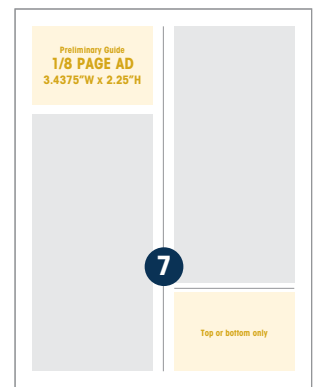 Preliminary Guide
1/8 PAGE AD
3.4375"W x 2.25"H
7
Top or bottom only